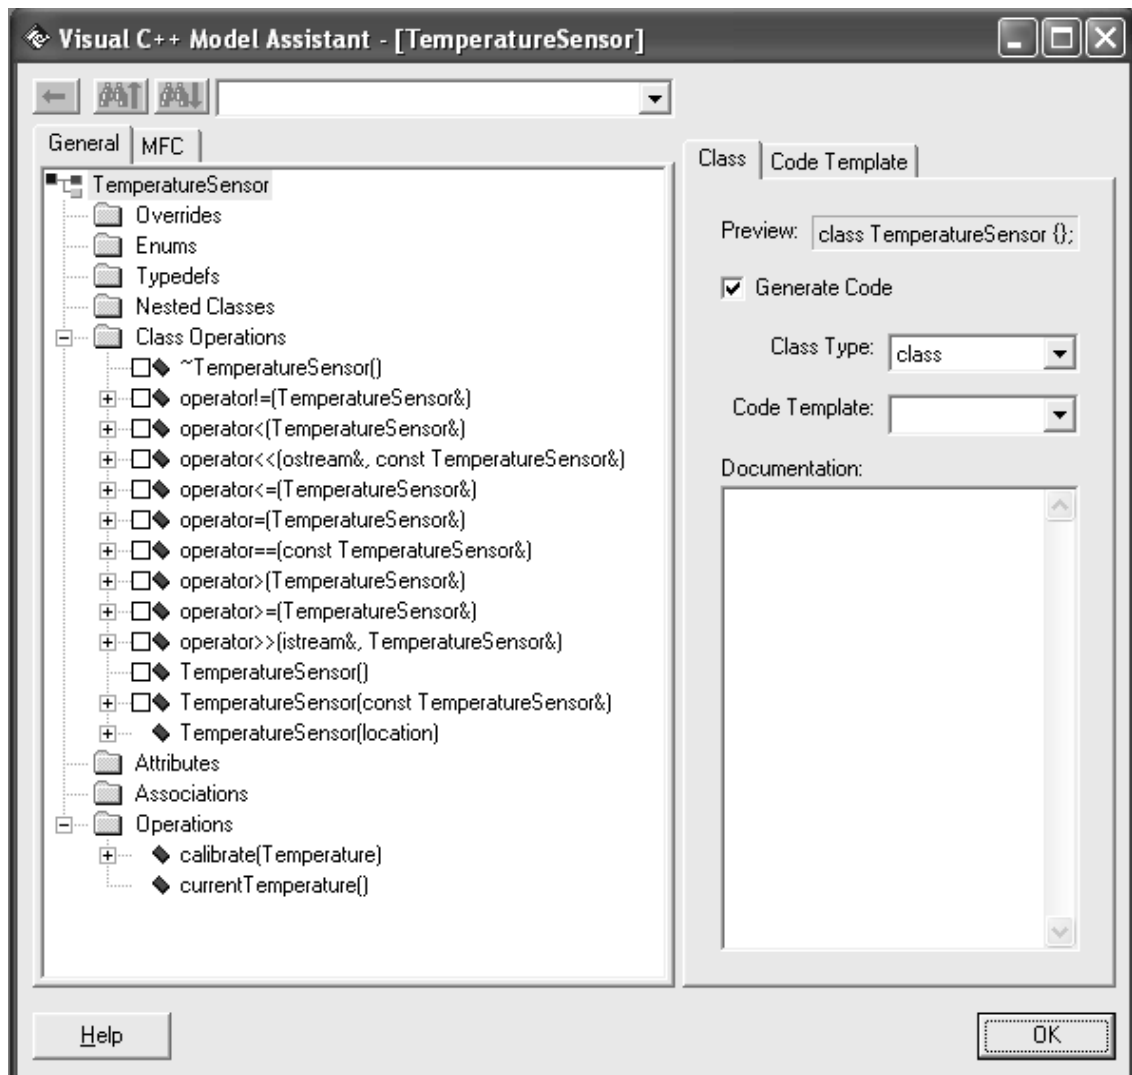 Visual C++ Model Assistant - [TemperatureSensor]
General
MFC
TemperatureSensor
Overrides
Enums
Typedefs
Nested Classes
Class Operations
~TemperatureSensor()
operator!=(TemperatureSensor&)
operator<(TemperatureSensor&)
operator<<(ostream&, const TemperatureSensor&)
operator<=(TemperatureSensor&)
operator=(TemperatureSensor&)
operator==(const TemperatureSensor&)
operator>(TemperatureSensor&)
operator>=(TemperatureSensor&)
operator>>(istream&, TemperatureSensor&)
TemperatureSensor()
TemperatureSensor(const TemperatureSensor&)
TemperatureSensor(location)
Attributes
Associations
Operations
calibrate(Temperature)
currentTemperature()
Class
Code Template
Preview: class TemperatureSensor {};
Generate Code
Class Type: class
Code Template:
Documentation:
Help
OK